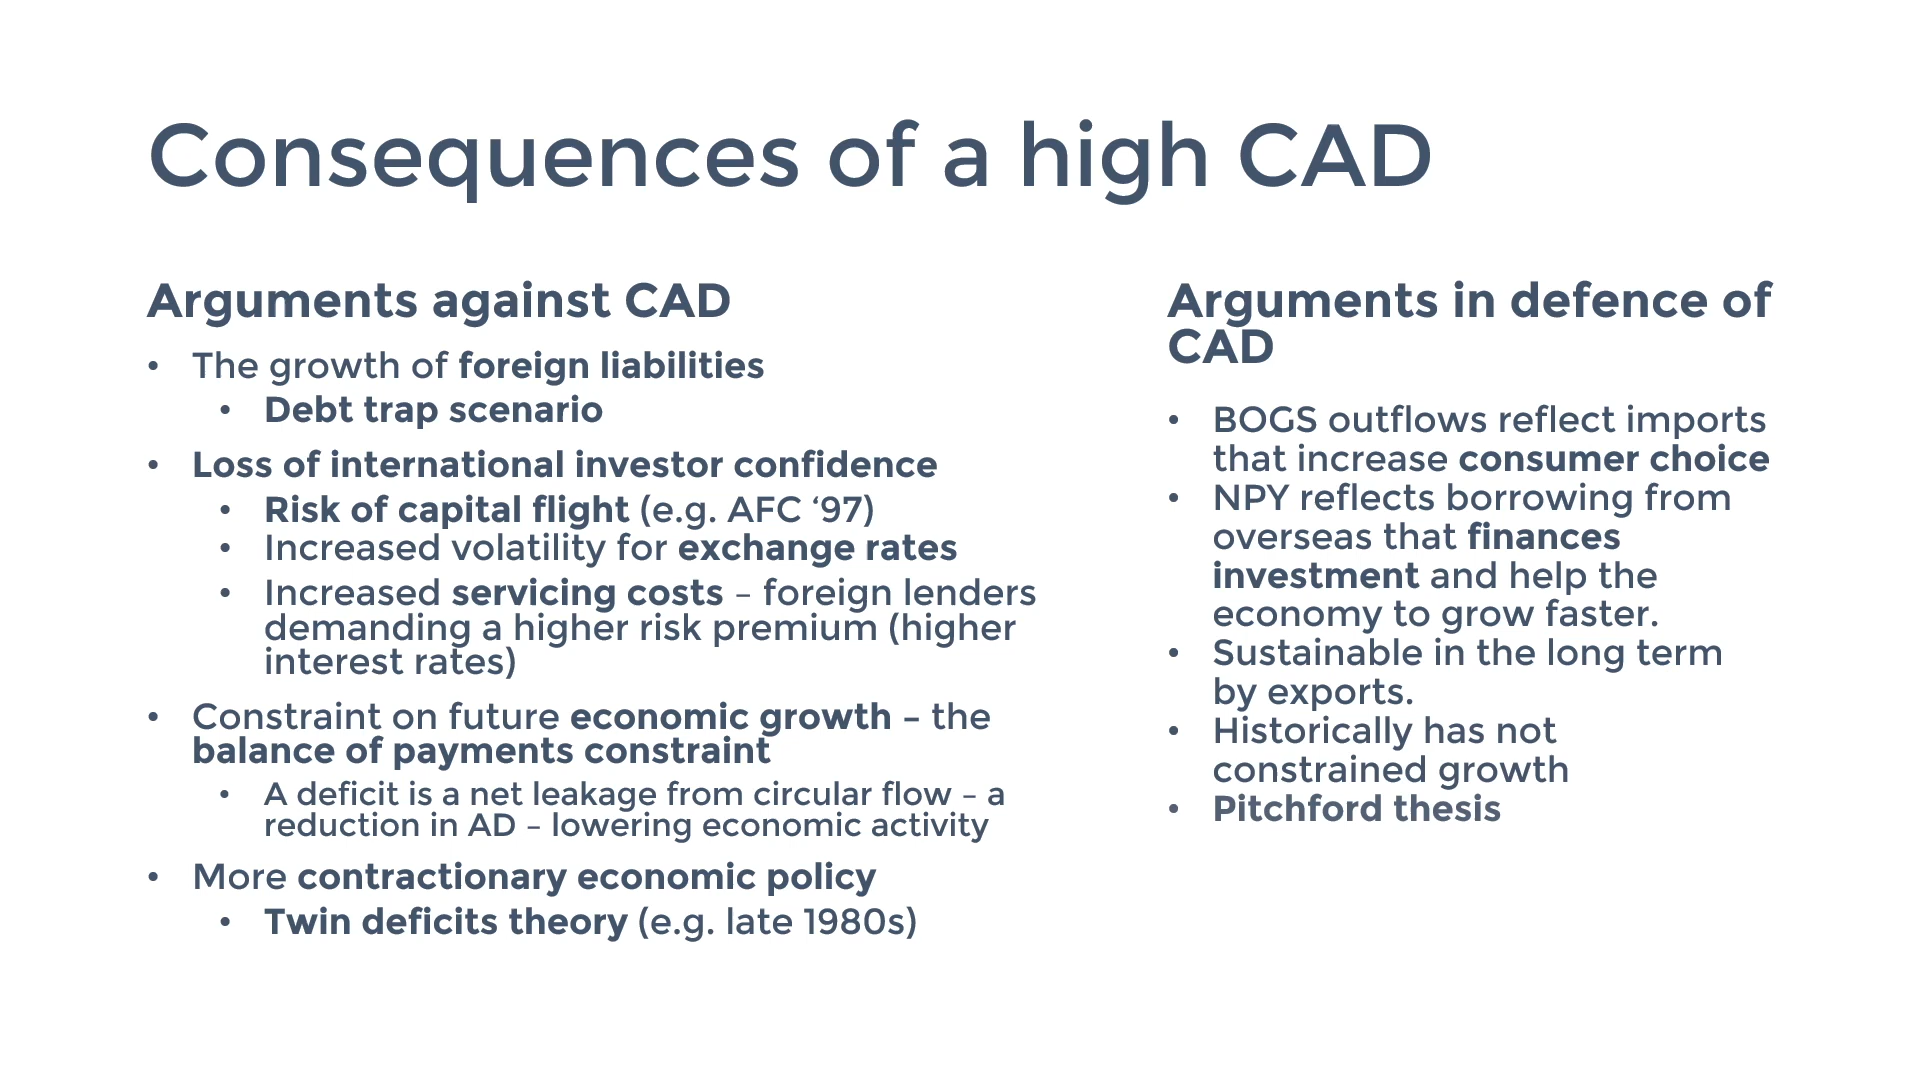 Consequences of a high CAD
Arguments against CAD
• The growth of foreign liabilities
• Debt trap scenario
• Loss of international investor confidence
• Risk of capital flight (e.g. AFC ‘97)
• Increased volatility for exchange rates
• Increased servicing costs – foreign lenders
demanding a higher risk premium (higher
interest rates)
• Constraint on future economic growth – the
balance of payments constraint
• A deficit is a net leakage from circular flow – a
reduction in AD – lowering economic activity
• More contractionary economic policy
• Twin deficits theory (e.g. late 1980s)
Arguments in defence of
CAD
• BOGS outflows reflect imports
that increase consumer choice
• NPY reflects borrowing from
overseas that finances
investment and help the
economy to grow faster.
• Sustainable in the long term
by exports.
• Historically has not
constrained growth
• Pitchford thesis